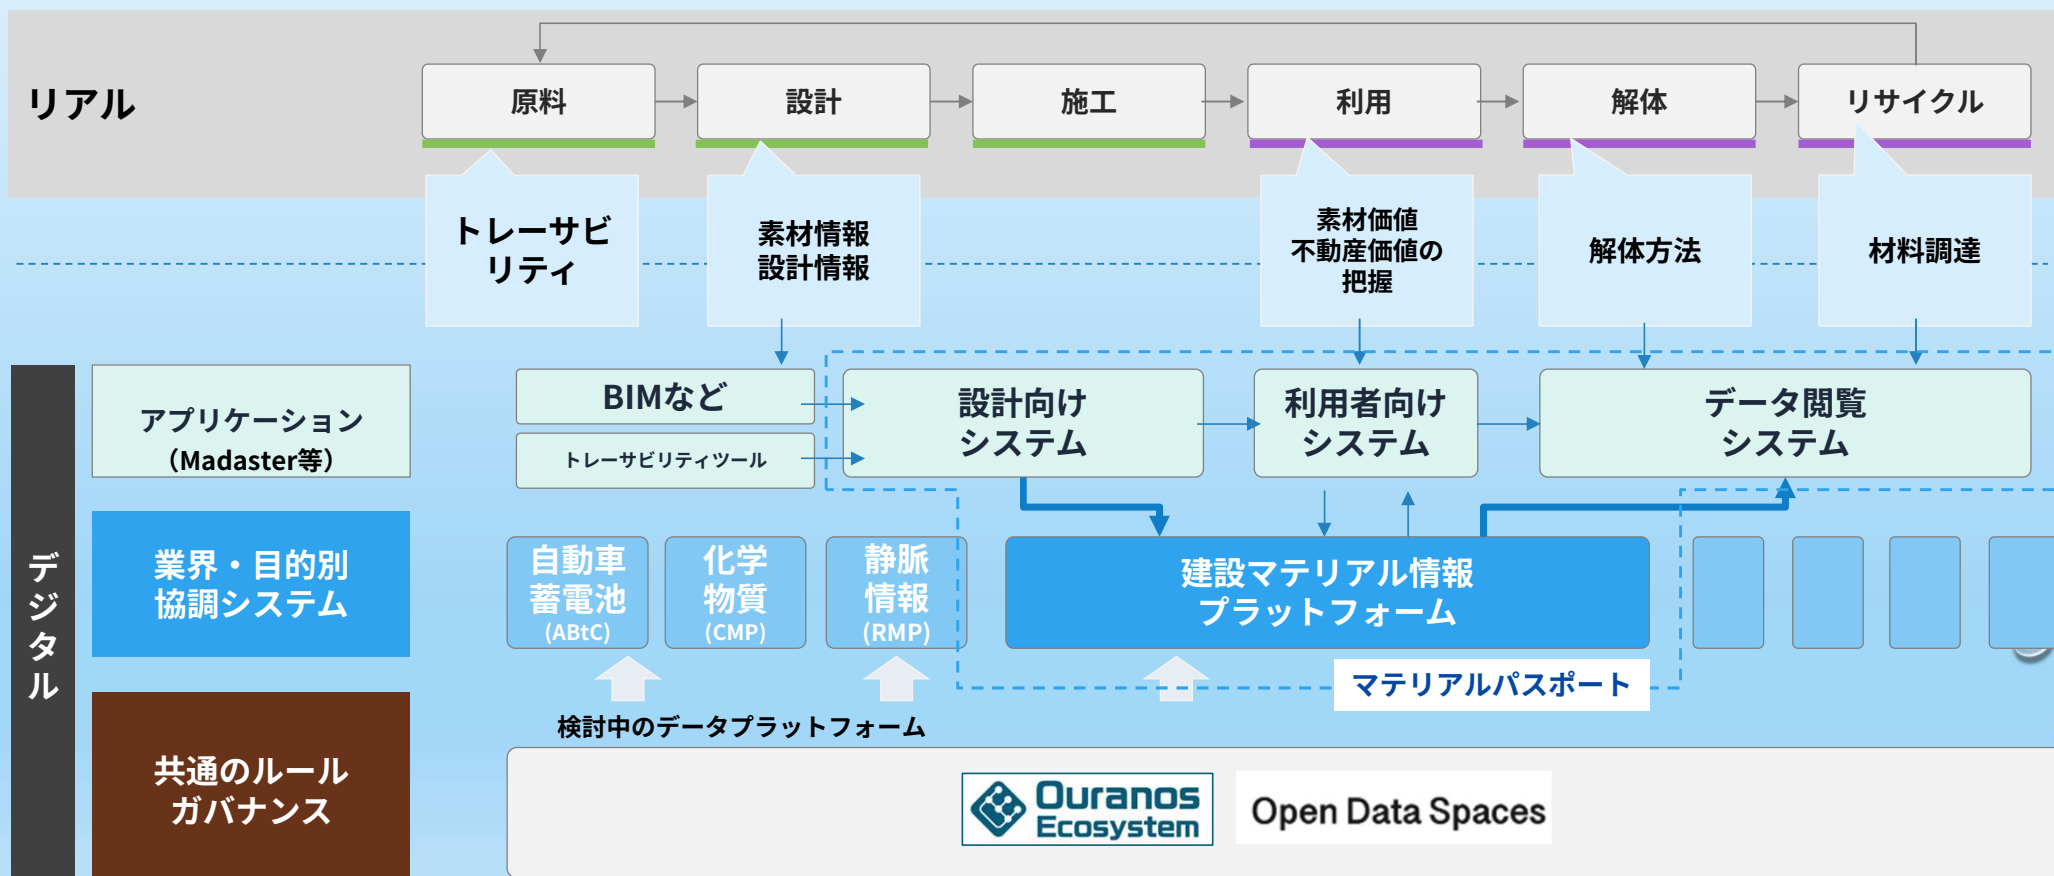 リアル
原料
設計
施工
利用
解体
リサイクル
トレーサビ
リティ
素材情報
設計情報
素材価値
不動産価値の
把握
解体方法
材料調達
デジタル
アプリケーション
（Madaster等）
BIMなど
トレーサビリティツール
設計向け
システム
利用者向け
システム
データ閲覧
システム
業界・目的別
協調システム
自動車
蓄電池
(ABtC)
化学
物質
(CMP)
静脈
情報
(RMP)
建設マテリアル情報
プラットフォーム
マテリアルパスポート
検討中のデータプラットフォーム
共通のルール
ガバナンス
Ouranos
Ecosystem
Open Data Spaces